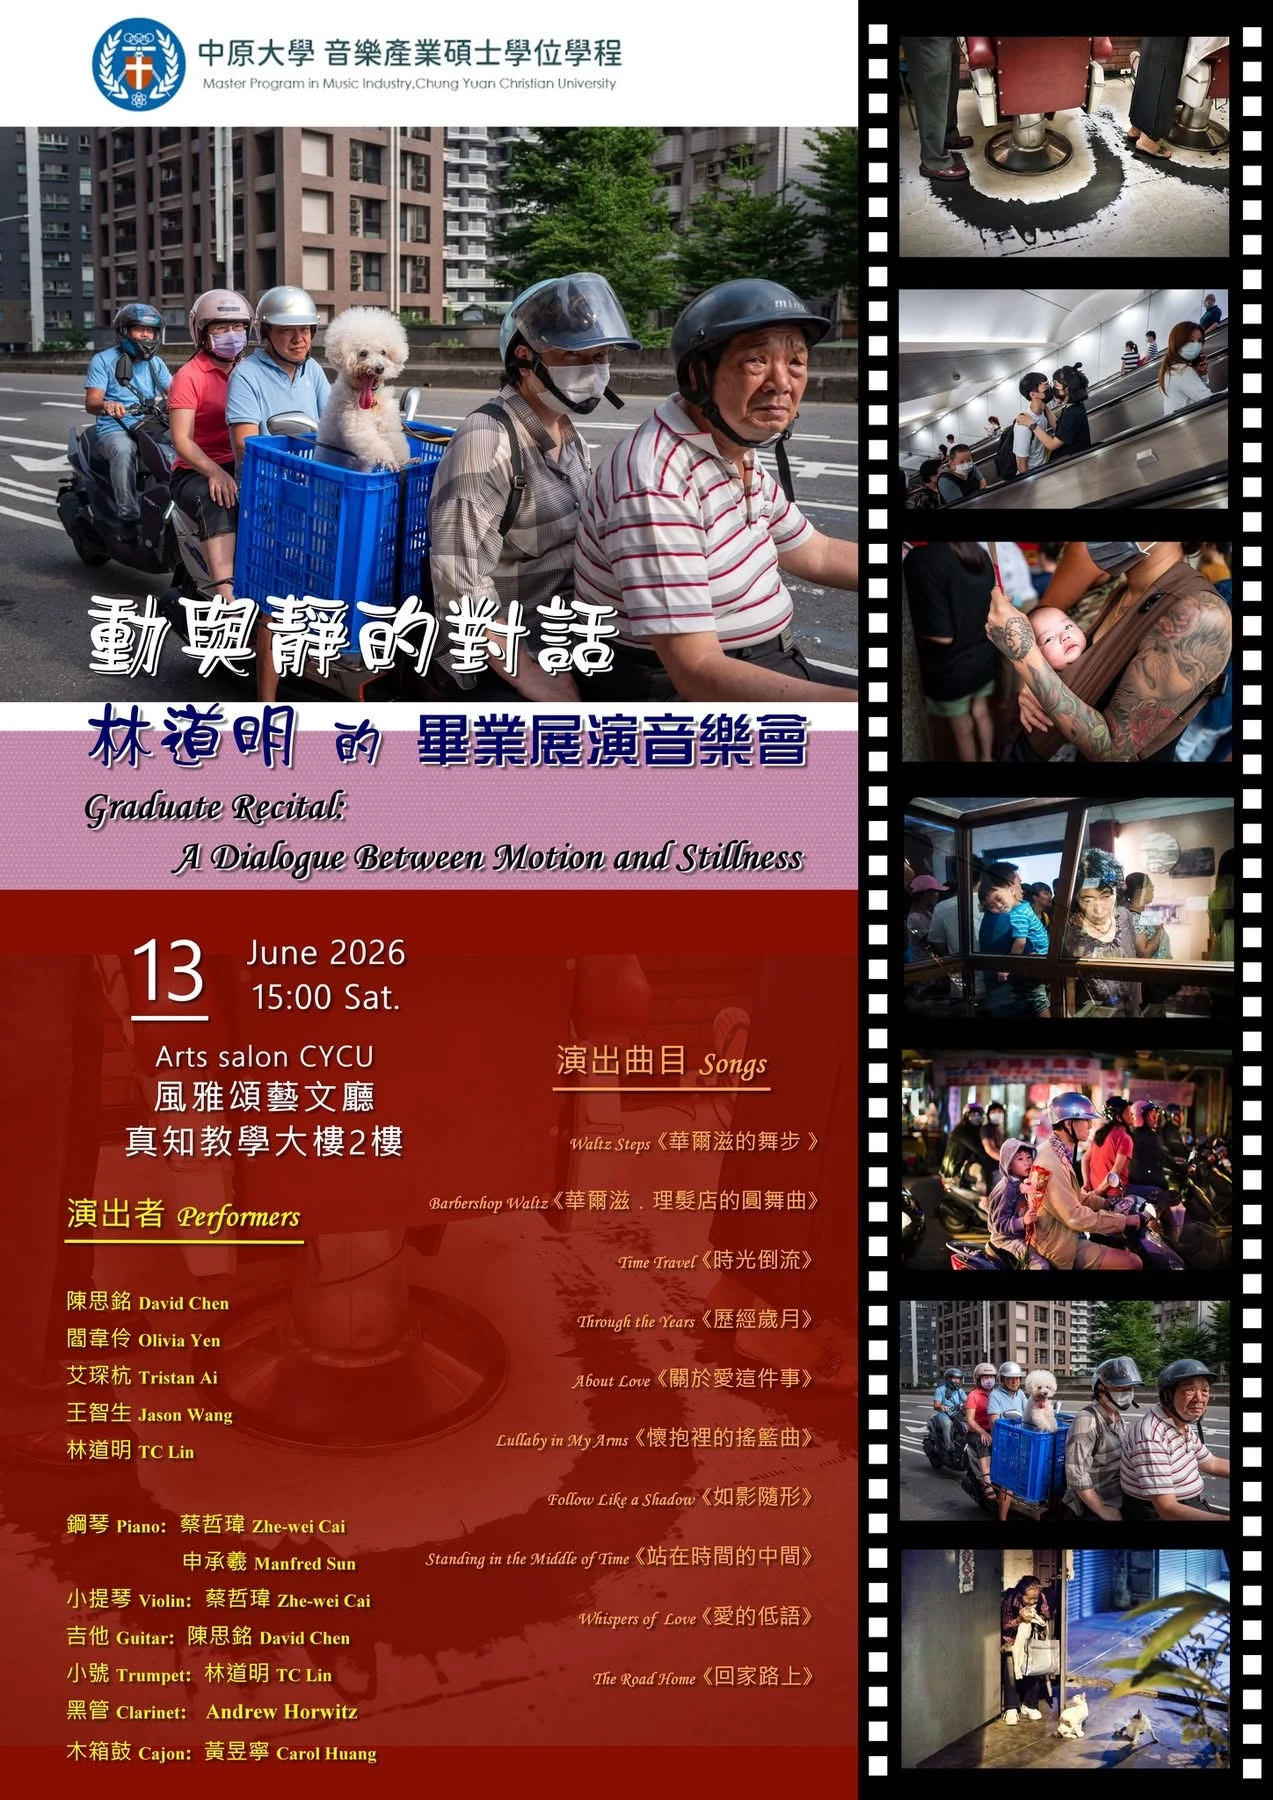 中原大學 音樂產業碩士學位學程
Master Program in Music Industry,Chung Yuan Christian University
動與靜的對話
林道明 的 畢業展演音樂會
Graduate Recital:
A Dialogue Between Motion and Stillness
13
June 2026
15:00 Sat.
Arts salon CYCU
風雅頌藝文廳
真知教學大樓2樓
演出者 Performers
陳思銘 David Chen
閻韋伶 Olivia Yen
艾琛杭 Tristan Ai
王智生 Jason Wang
林道明 TC Lin
鋼琴 Piano: 蔡哲瑋 Zhe-wei Cai
申承羲 Manfred Sun
小提琴 Violin: 蔡哲瑋 Zhe-wei Cai
吉他 Guitar: 陳思銘 David Chen
小號 Trumpet: 林道明 TC Lin
黑管 Clarinet: Andrew Horwitz
木箱鼓 Cajon: 黃昱寧 Carol Huang
演出曲目 Songs
Waltz Steps《華爾滋的舞步 》
Barbershop Waltz《華爾滋．理髮店的圓舞曲》
Time Travel《時光倒流》
Through the Years《歷經歲月》
About Love《關於愛這件事》
Lullaby in My Arms《懷抱裡的搖籃曲》
Follow Like a Shadow《如影隨形》
Standing in the Middle of Time《站在時間的中間》
Whispers of Love《愛的低語》
The Road Home《回家路上》